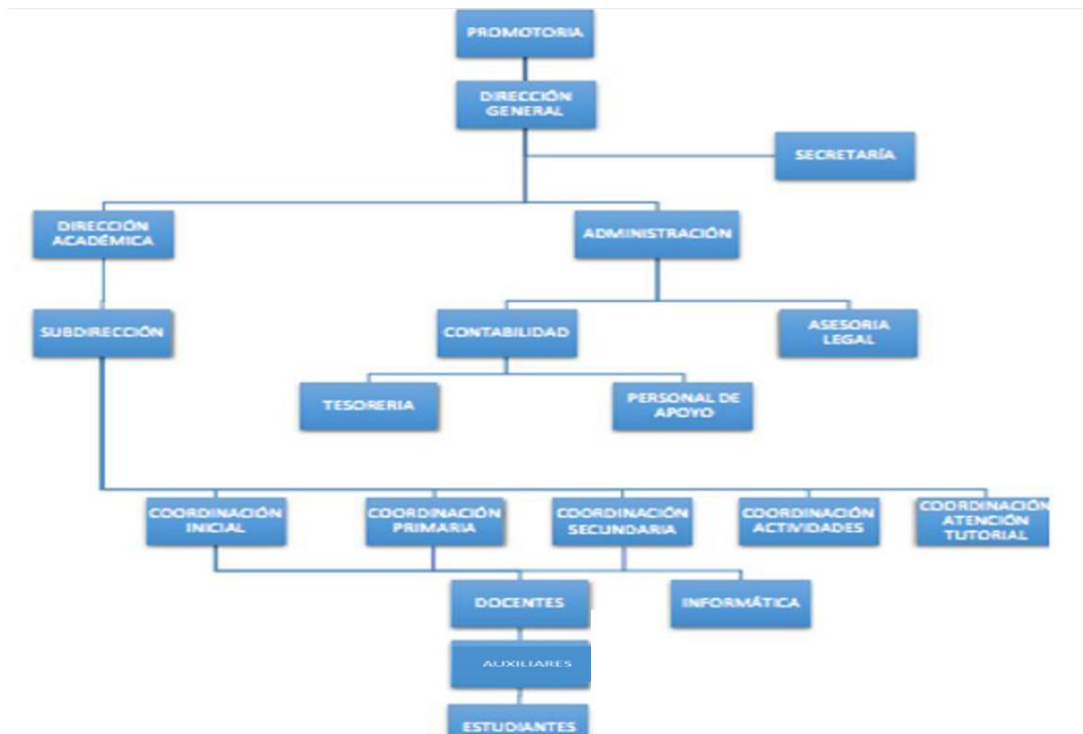 PROMOTORIA
DIRECCIÓN
GENERAL
SECRETARÍA
DIRECCIÓN
ACADÉMICA
ADMINISTRACIÓN
SUBDIRECCIÓN
CONTABILIDAD
ASESORIA
LEGAL
TESORERIA
PERSONAL DE
APOYO
COORDINACIÓN
INICIAL
COORDINACIÓN
PRIMARIA
COORDINACIÓN
SECUNDARIA
COORDINACIÓN
ACTIVIDADES
COORDINACIÓN
ATENCIÓN
TUTORIAL
DOCENTES
INFORMÁTICA
AUXILIARES
ESTUDIANTES